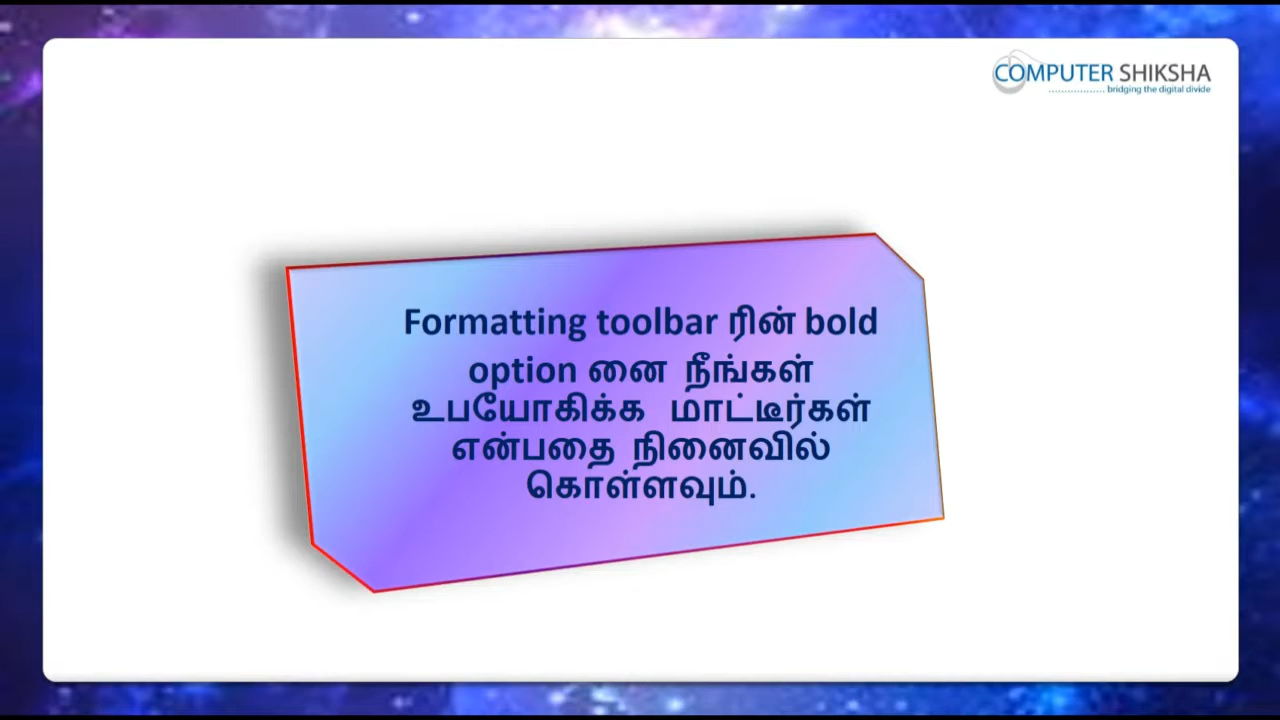 COMPUTER SHIKSHA
bridging the digital divide
Formatting toolbar ரின் bold
option னை நீங்கள்
உபயோகிக்க மாட்டீர்கள்
என்பதை நினைவில்
கொள்ளவும்.